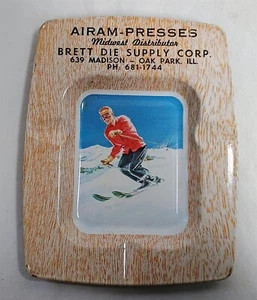 AIRAM-PRESSES
Midwest Distributor
BRETT DIE SUPPLY CORP.
639 MADISON - OAK PARK, ILL.
PH: 681-1744